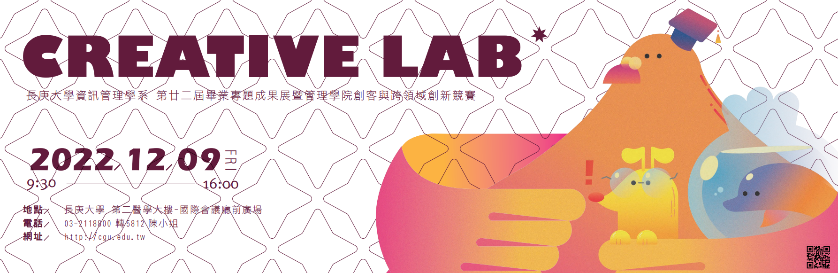 CREATIVE LAB
長庚大學資訊管理學系 第廿二屆畢業專題成果展暨管理學院創客與跨領域創新競賽
2022/12/09 FRI
9:30 16:00
地點/ 長庚大學 第二醫學大樓-國際會議廳前廣場
電話/ 03-2118800 轉5812 陳小姐
網址/ http://cgu.edu.tw